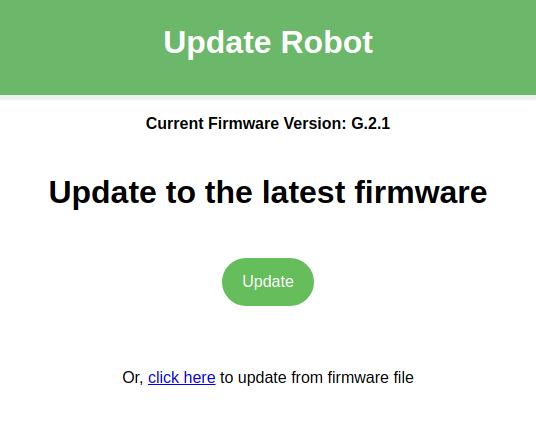 Update Robot
Current Firmware Version: G.2.1
Update to the latest firmware
Update
Or, click here to update from firmware file